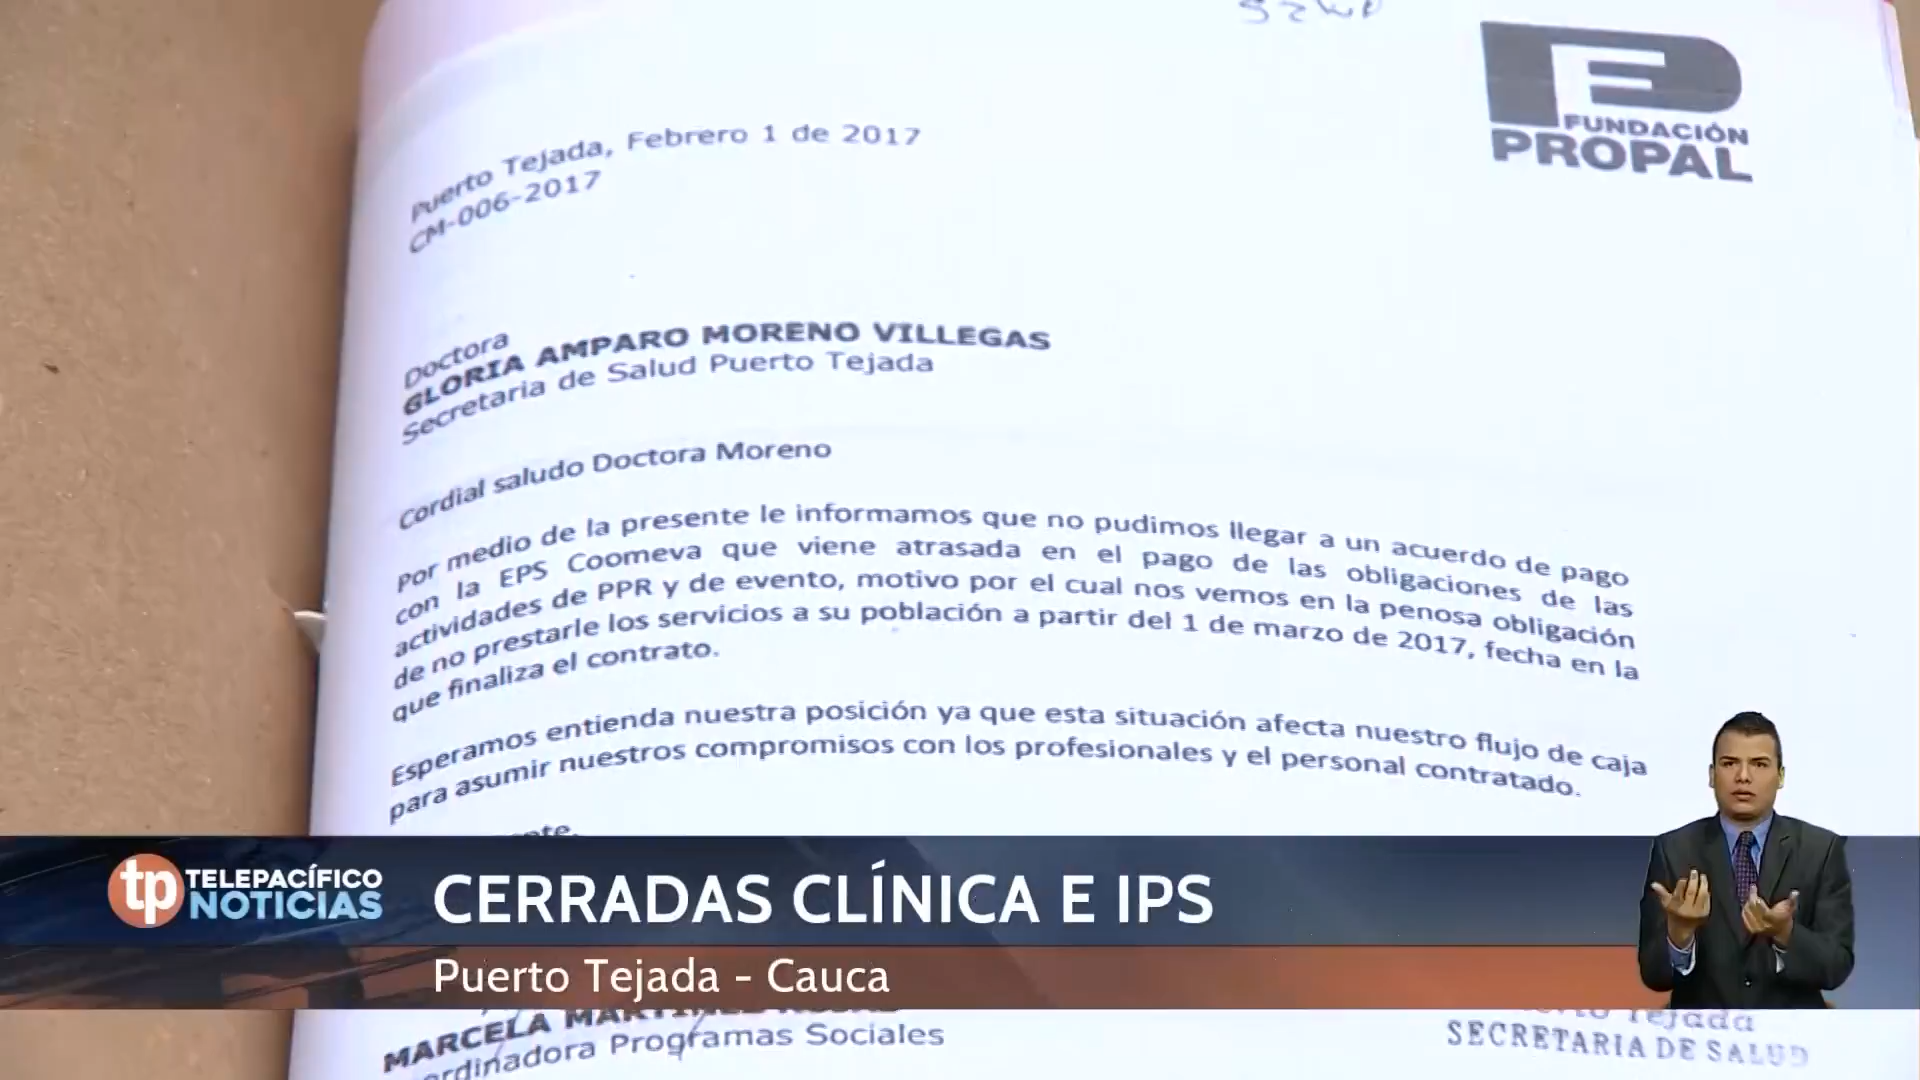 FUNDACIÓN
PROPAL
Puerto Tejada, Febrero 1 de 2017
CM-006-2017
Doctora
GLORIA AMPARO MORENO VILLEGAS
Secretaria de Salud Puerto Tejada
Cordial saludo Doctora Moreno
Por medio de la presente le informamos que no pudimos llegar a un acuerdo de pago
con la EPS Coomeva que viene atrasada en el pago de las obligaciones de las
actividades de PPR y de evento, motivo por el cual nos vemos en la penosa obligación
de no prestarle los servicios a su población a partir del 1 de marzo de 2017, fecha en la
que finaliza el contrato.
Esperamos entienda nuestra posición ya que esta situación afecta nuestro flujo de caja
para asumir nuestros compromisos con los profesionales y el personal contratado.
tp TELEPACÍFICO
NOTICIAS
CERRADAS CLÍNICA E IPS
Puerto Tejada - Cauca
MARCELA
Programas Sociales
Tejada
SECRETARIA DE SALUD